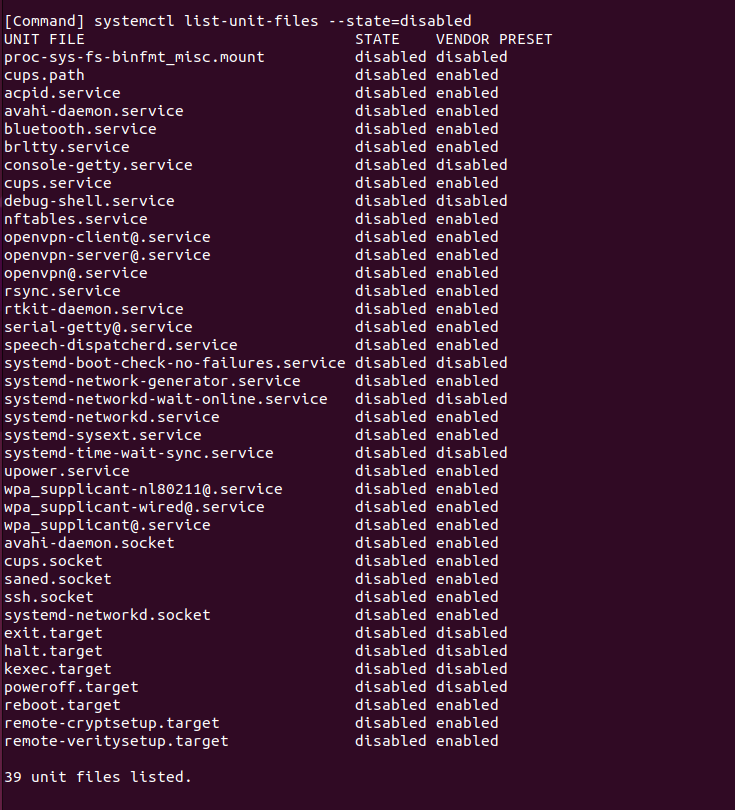 [Command] systemctl list-unit-files --state=disabled
UNIT FILE                              STATE    VENDOR PRESET
proc-sys-fs-binfmt_misc.mount          disabled disabled
cups.path                              disabled enabled
acpid.service                          disabled enabled
avahi-daemon.service                   disabled enabled
bluetooth.service                      disabled enabled
brltty.service                         disabled enabled
console-getty.service                  disabled disabled
cups.service                           disabled enabled
debug-shell.service                    disabled disabled
nftables.service                       disabled enabled
openvpn-client@.service                disabled enabled
openvpn-server@.service                disabled enabled
openvpn@.service                       disabled enabled
rsync.service                          disabled enabled
rtkit-daemon.service                   disabled enabled
serial-getty@.service                  disabled enabled
speech-dispatcherd.service             disabled enabled
systemd-boot-check-no-failures.service disabled disabled
systemd-network-generator.service      disabled enabled
systemd-networkd-wait-online.service   disabled disabled
systemd-networkd.service               disabled enabled
systemd-sysext.service                 disabled enabled
systemd-time-wait-sync.service         disabled disabled
upower.service                         disabled enabled
wpa_supplicant-nl80211@.service        disabled enabled
wpa_supplicant-wired@.service          disabled enabled
wpa_supplicant@.service                disabled enabled
avahi-daemon.socket                    disabled enabled
cups.socket                            disabled enabled
saned.socket                           disabled enabled
ssh.socket                             disabled enabled
systemd-networkd.socket                disabled enabled
exit.target                            disabled disabled
halt.target                            disabled disabled
kexec.target                           disabled disabled
poweroff.target                        disabled disabled
reboot.target                          disabled enabled
remote-cryptsetup.target               disabled enabled
remote-veritysetup.target              disabled enabled

39 unit files listed.